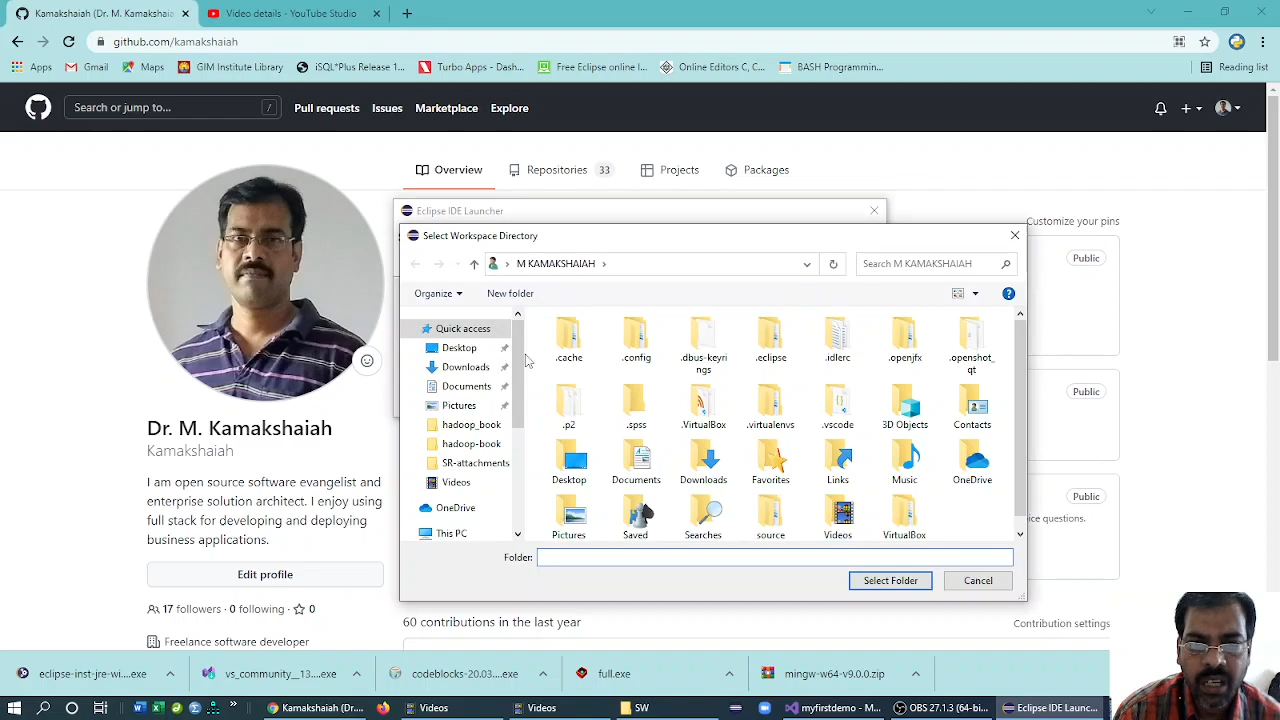 Kamakshaiah (Dr. M. Kamakshaia
Video details - YouTube Studio
github.com/kamakshaiah
Apps
Gmail
Maps
GIM Institute Library
iSQL*Plus Release 1...
Turbo Apps - Dash...
Free Eclipse online I...
Online Editors C, C...
BASH Programmin...
Reading list
Search or jump to...
/
Pull requests
Issues
Marketplace
Explore
Overview
Repositories 33
Projects
Packages
Customize your pins
Eclipse IDE Launcher
Select Workspace Directory
M KAMAKSHAIAH
Search M KAMAKSHAIAH
Organize
New folder
Quick access
Desktop
Downloads
Documents
Pictures
hadoop_book
hadoop-book
SR-attachments
Videos
OneDrive
This PC
.cache
.config
.dbus-keyri
ngs
.eclipse
.idlerc
.openjfx
.openshot_
qt
.p2
.spss
.VirtualBox
.virtualenvs
.vscode
3D Objects
Contacts
Desktop
Documents
Downloads
Favorites
Links
Music
OneDrive
Pictures
Saved
Searches
source
Videos
VirtualBox
Folder:
Select Folder
Cancel
Public
Public
Public
ice questions.
Dr. M. Kamakshaiah
Kamakshaiah
I am open source software evangelist and
enterprise solution architect. I enjoy using
full stack for developing and deploying
business applications.
Edit profile
17 followers · 0 following · 0
Freelance software developer
60 contributions in the last year
Contribution settings
eclipse-inst-jre-wi....exe
vs_community__13....exe
codeblocks-20.03....exe
full.exe
mingw-w64-v9.0.0.zip
Kamakshaiah (Dr....
Videos
Videos
SW
myfirstdemo - M...
OBS 27.1.3 (64-bi...
Eclipse IDE Launc...